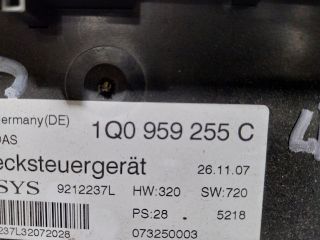 ermany(DE)
OAS 1Q0 959 255 C
ecksteuergerät 26.11.07
SYS 9212237L HW:320 SW:720
PS:28 5218
237L32072028 073250003